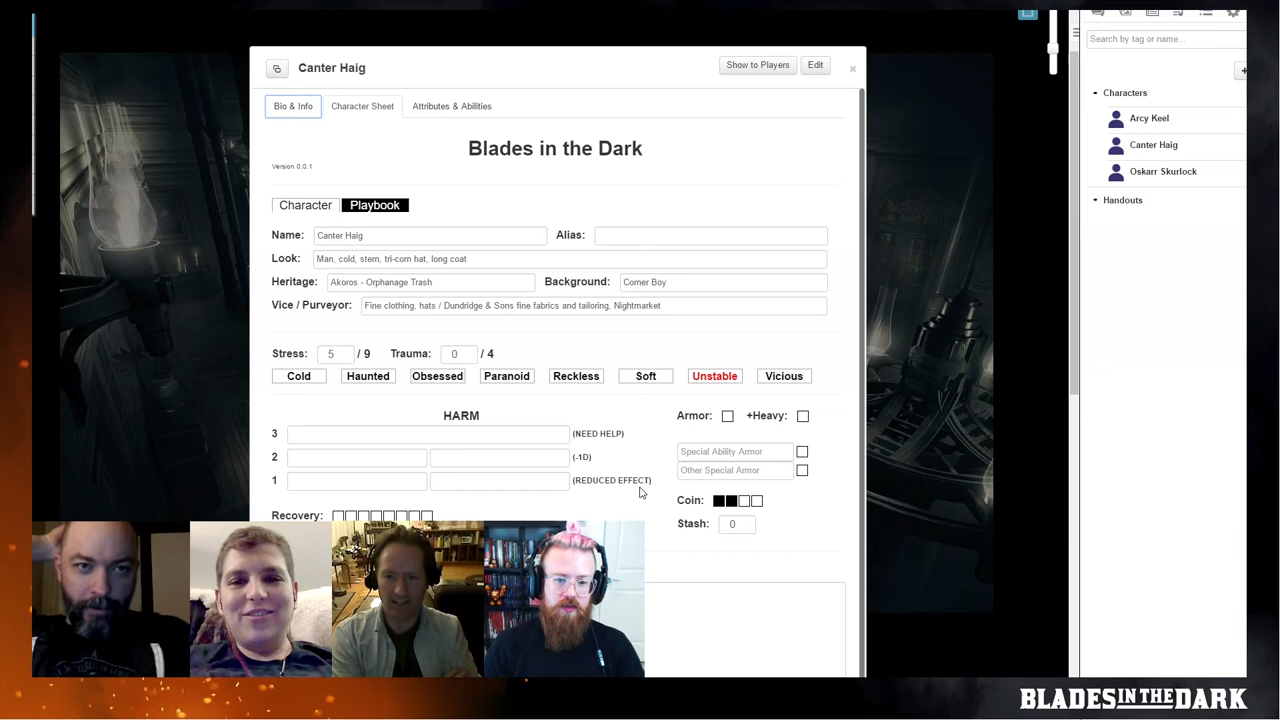 Canter Haig
Show to Players
Edit
×
Bio & Info
Character Sheet
Attributes & Abilities
Blades in the Dark
Version 0.0.1
Character
Playbook
Name: Canter Haig Alias:
Look: Man, cold, stern, tri-corn hat, long coat
Heritage: Akoros - Orphanage Trash Background: Corner Boy
Vice / Purveyor: Fine clothing, hats / Dundridge & Sons fine fabrics and tailoring, Nightmarket
Stress: 5 / 9 Trauma: 0 / 4
Cold Haunted Obsessed Paranoid Reckless Soft Unstable Vicious
HARM
3 (NEED HELP)
2 (-1D)
1 (REDUCED EFFECT)
Recovery:
Armor: +Heavy:
Special Ability Armor
Other Special Armor
Coin:
Stash: 0
Search by tag or name...
+
Characters
Arcy Keel
Canter Haig
Oskarr Skurlock
Handouts
BLADES IN THE DARK